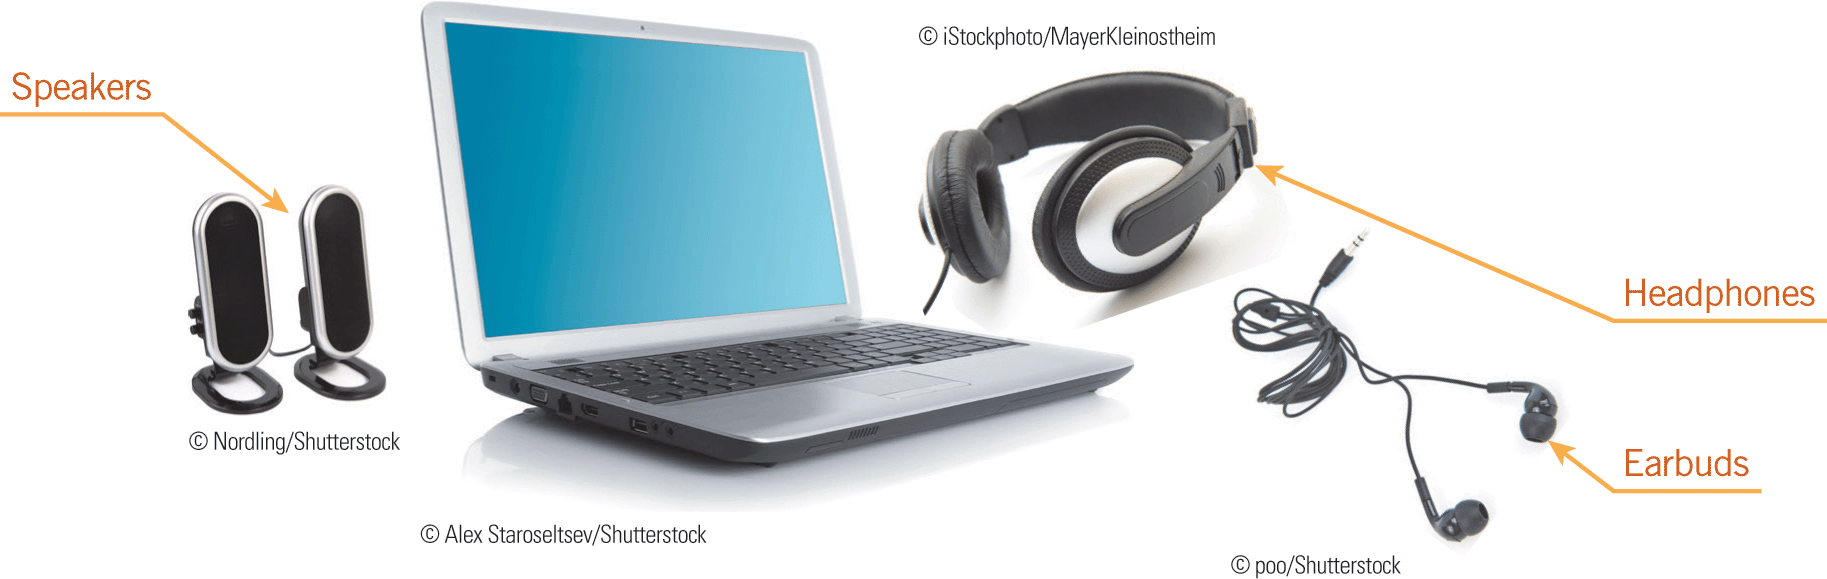 © iStockphoto/MayerKleinostheim
Speakers
Headphones
© Nordling/Shutterstock
Earbuds
© Alex Staroseltsev/Shutterstock
© poo/Shutterstock